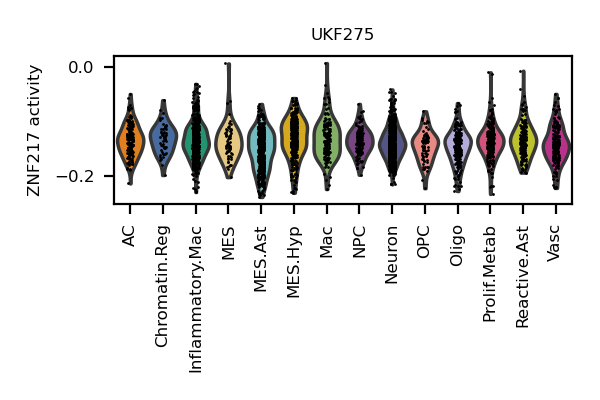 UKF275
ZNF217 activity
0.0
−0.2
AC
Chromatin.Reg
Inflammatory.Mac
MES
MES.Ast
MES.Hyp
Mac
NPC
Neuron
OPC
Oligo
Prolif.Metab
Reactive.Ast
Vasc